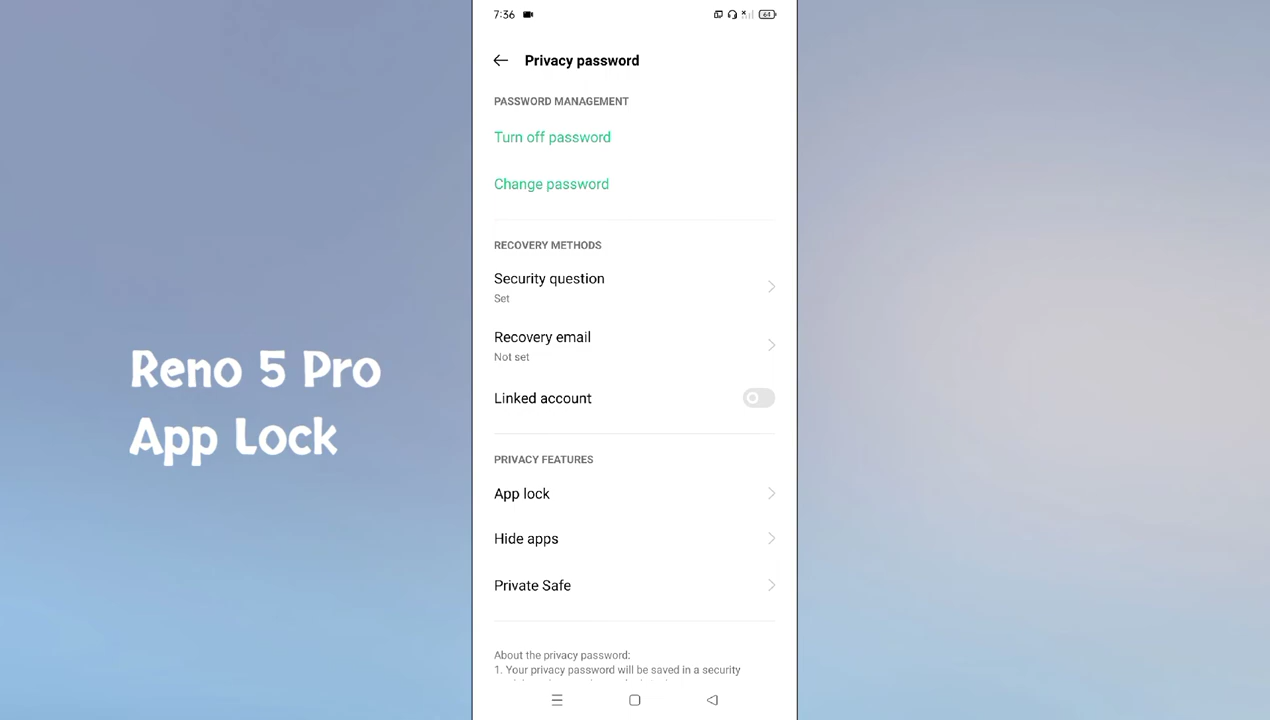 7:36
64
Privacy password
PASSWORD MANAGEMENT
Turn off password
Change password
RECOVERY METHODS
Security question
Set
Recovery email
Not set
Linked account
PRIVACY FEATURES
App lock
Hide apps
Private Safe
About the privacy password:
1. Your privacy password will be saved in a security
Reno 5 Pro
App Lock